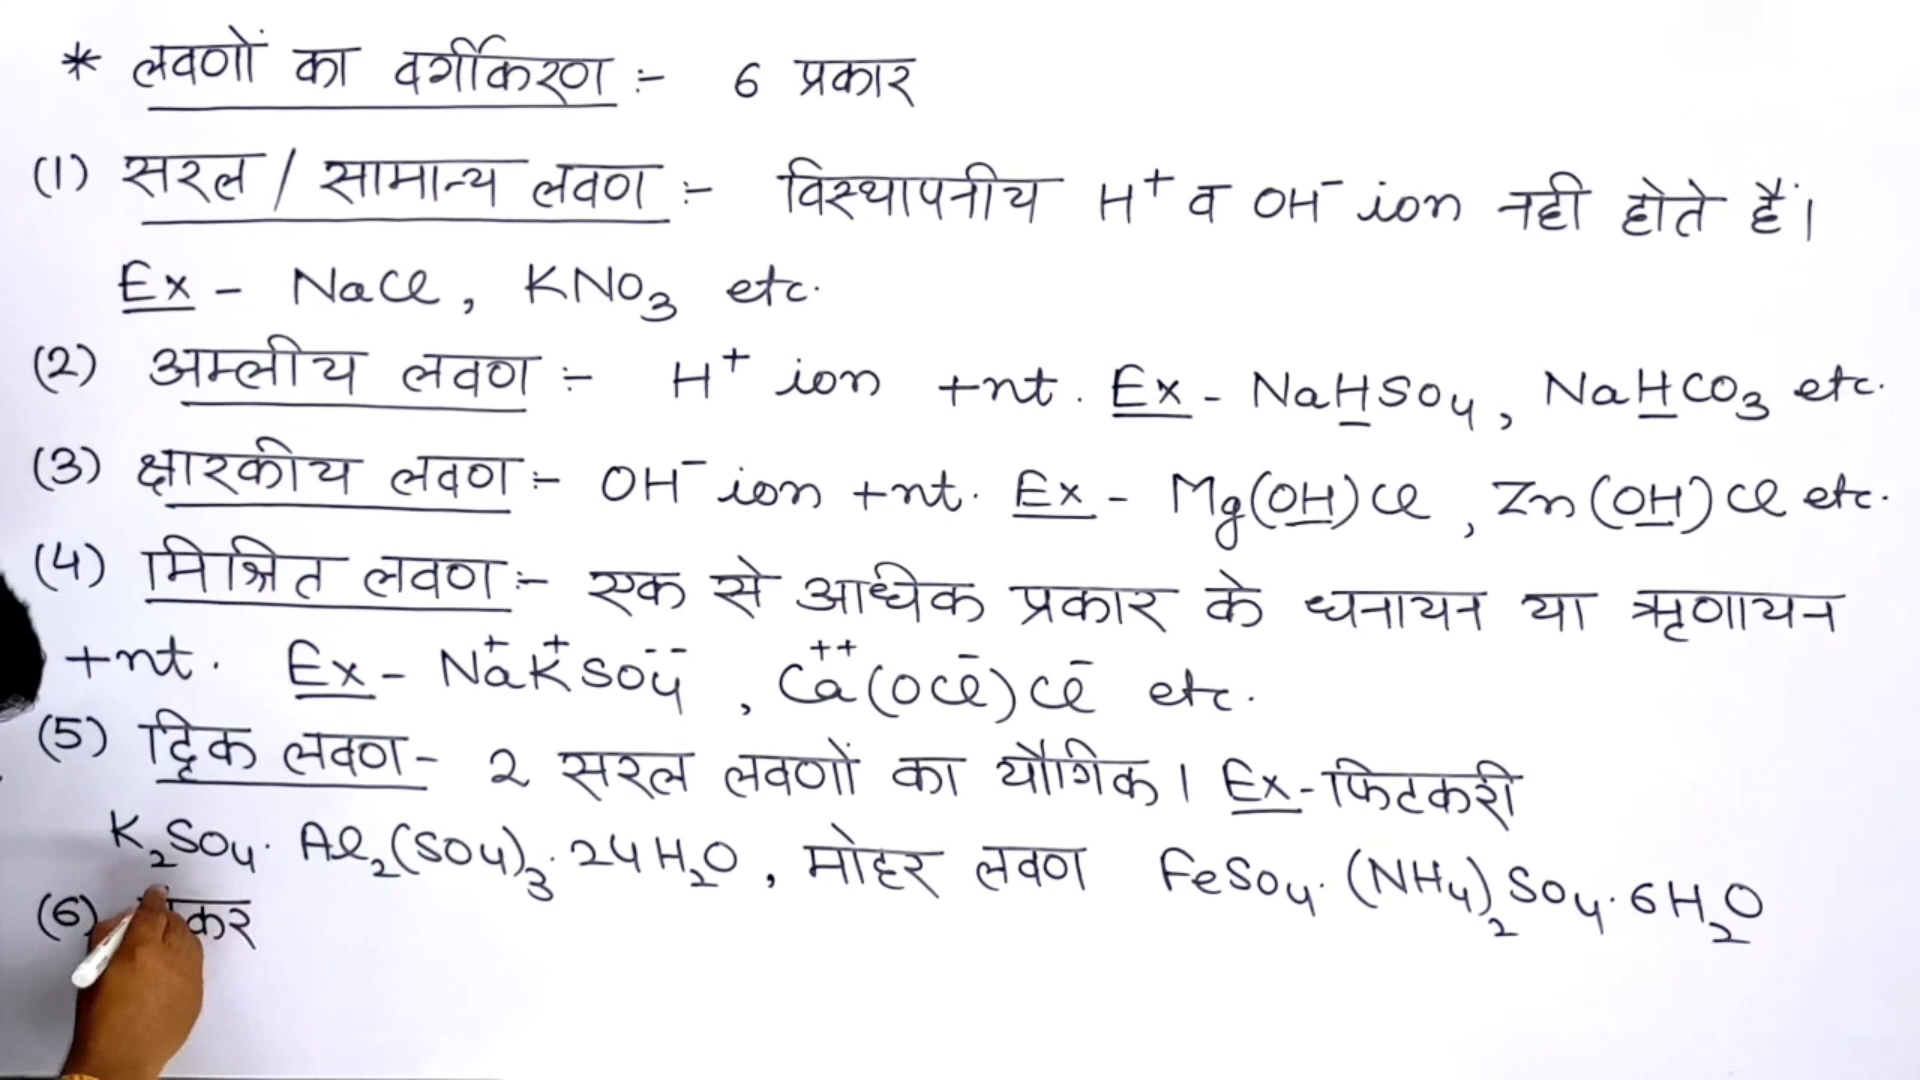 * लवणों का वर्गीकरण :- 6 प्रकार
(1) सरल / सामान्य लवण :- विस्थापनीय H⁺ व OH⁻ ion नही होते हैं।
Ex - NaCl, KNO₃ etc.
(2) अम्लीय लवण :- H⁺ ion +nt. Ex - NaHSO₄, NaHCO₃ etc.
(3) क्षारकीय लवण :- OH⁻ ion +nt. Ex - Mg(OH)Cl, Zn(OH)Cl etc.
(4) मिश्रित लवण :- एक से अधिक प्रकार के धनायन या ऋणायन
+nt. Ex - Na⁺K⁺SO₄⁻⁻, Ca⁺⁺(OCl⁻)Cl⁻ etc.
(5) द्विक लवण - 2 सरल लवणों का यौगिक। Ex - फिटकरी
K₂SO₄. Al₂(SO₄)₃. 24H₂O, मोहर लवण FeSO₄. (NH₄)₂SO₄. 6H₂O
(6)